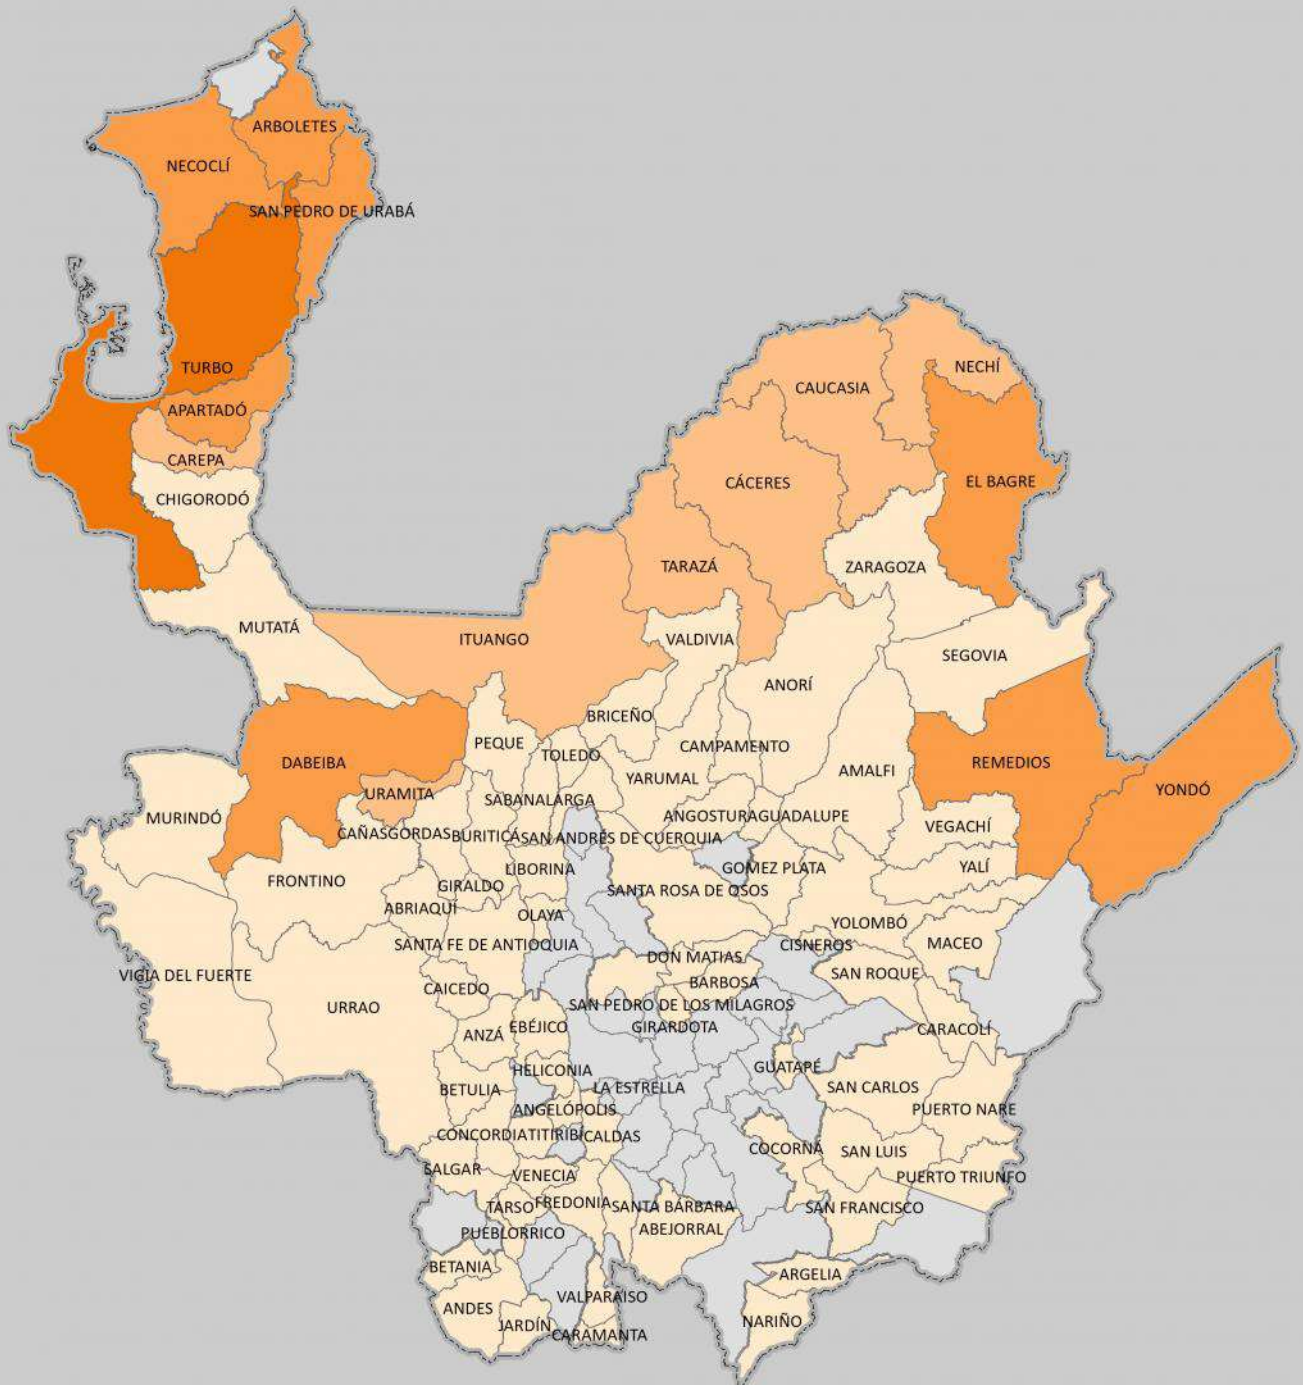 ARBOLETES
NECOCLÍ
SAN PEDRO DE URABÁ
TURBO
NECHÍ
CAUCASIA
APARTADÓ
CAREPA
EL BAGRE
CÁCERES
CHIGORODÓ
TARAZÁ
ZARAGOZA
MUTATÁ
ITUANGO
VALDIVIA
SEGOVIA
ANORÍ
BRICEÑO
PEQUE
CAMPAMENTO
TOLEDO
DABEIBA
REMEDIOS
AMALFI
YARUMAL
YONDÓ
URAMITA
SABANALARGA
MURINDÓ
ANGOSTURA
GUADALUPE
VEGACHÍ
CAÑASGORDAS
BURITICÁ
SAN ANDRÉS DE CUERQUIA
LIBORINA
GOMEZ PLATA
YALÍ
FRONTINO
GIRALDO
SANTA ROSA DE OSOS
ABRIAQUÍ
OLAYA
YOLOMBÓ
SANTA FE DE ANTIOQUIA
CISNEROS
MACEO
DON MATIAS
VIGIA DEL FUERTE
SAN ROQUE
BARBOSA
CAICEDO
URRAO
SAN PEDRO DE LOS MILAGROS
ANZÁ
EBÉJICO
GIRARDOTA
CARACOLÍ
HELICONIA
GUATAPÉ
BETULIA
LA ESTRELLA
SAN CARLOS
ANGELÓPOLIS
PUERTO NARE
CONCORDIA
TITIRIBÍ
CALDAS
COCORNÁ
SAN LUIS
SALGAR
VENECIA
PUERTO TRIUNFO
TARSO
FREDONIA
SANTA BÁRBARA
SAN FRANCISCO
PUEBLORRICO
ABEJORRAL
BETANIA
ARGELIA
VALPARAISO
ANDES
JARDÍN
NARIÑO
CARAMANTA